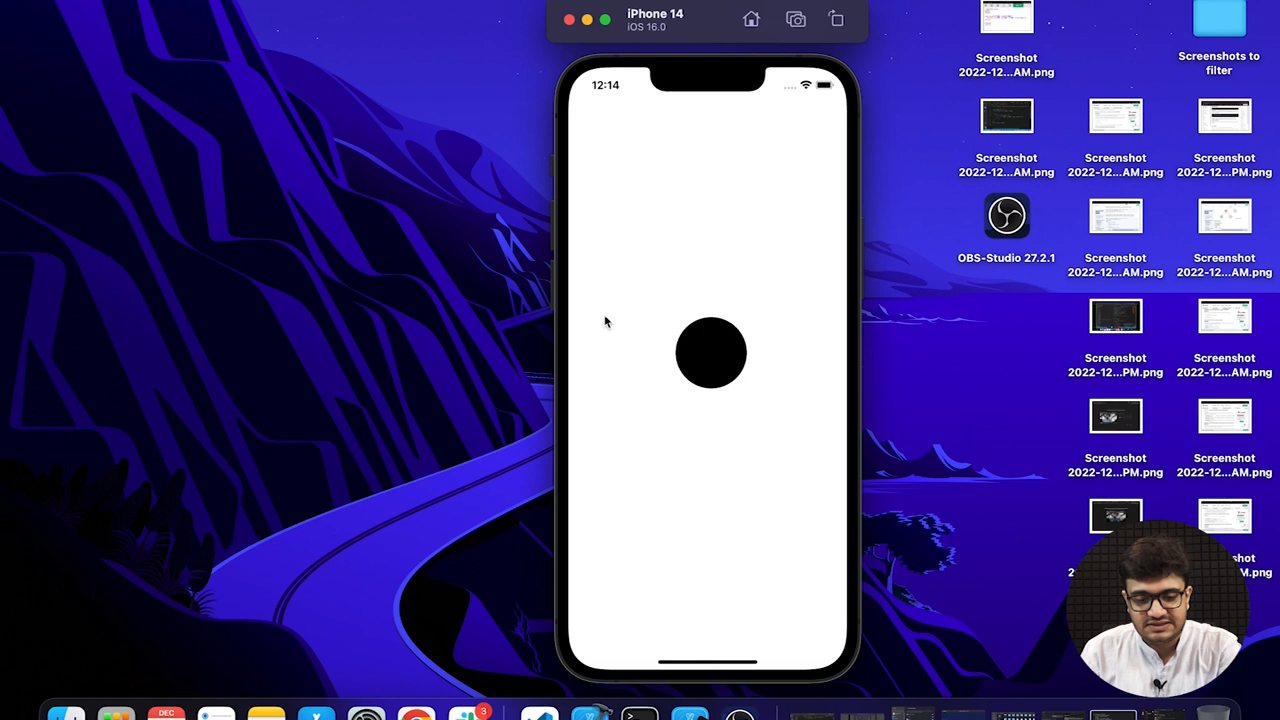 iPhone 14
iOS 16.0
12:14
Screenshot
2022-12...AM.png
Screenshots to
filter
Screenshot
2022-12...AM.png
Screenshot
2022-12...AM.png
Screenshot
2022-12...PM.png
OBS-Studio 27.2.1
Screenshot
2022-12...AM.png
Screenshot
2022-12...AM.png
Screenshot
2022-12...PM.png
Screenshot
2022-12...AM.png
Screenshot
2022-12...PM.png
Screenshot
2022-12...AM.png
DEC
3